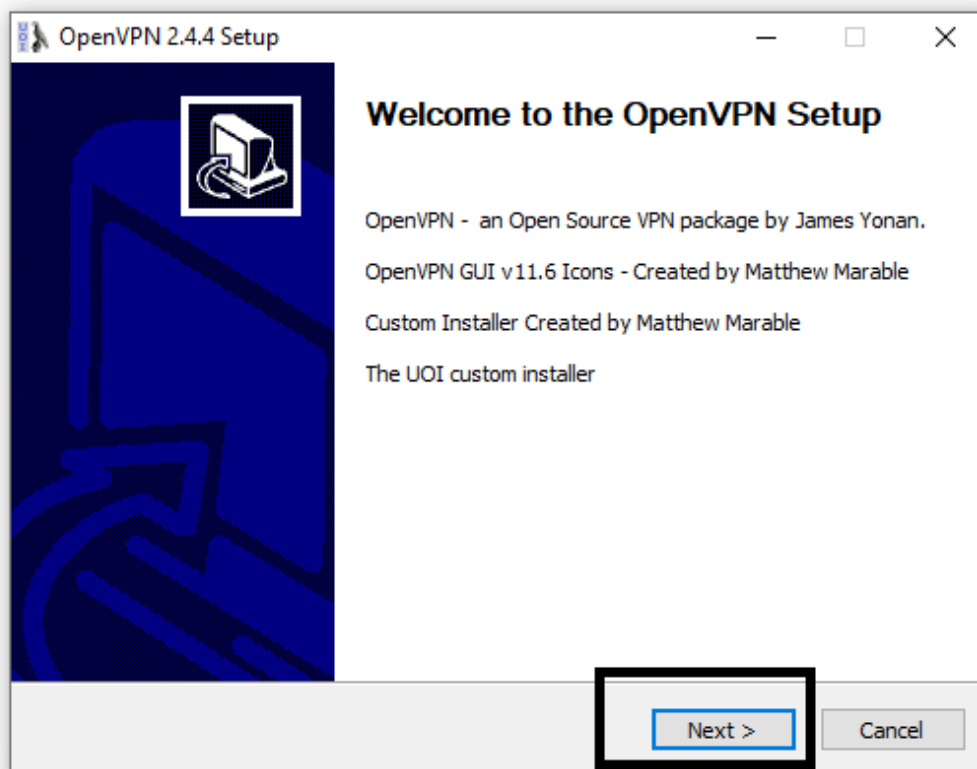 UOI
OpenVPN 2.4.4 Setup
Welcome to the OpenVPN Setup
OpenVPN - an Open Source VPN package by James Yonan.
OpenVPN GUI v11.6 Icons - Created by Matthew Marable
Custom Installer Created by Matthew Marable
The UOI custom installer
Next >
Cancel